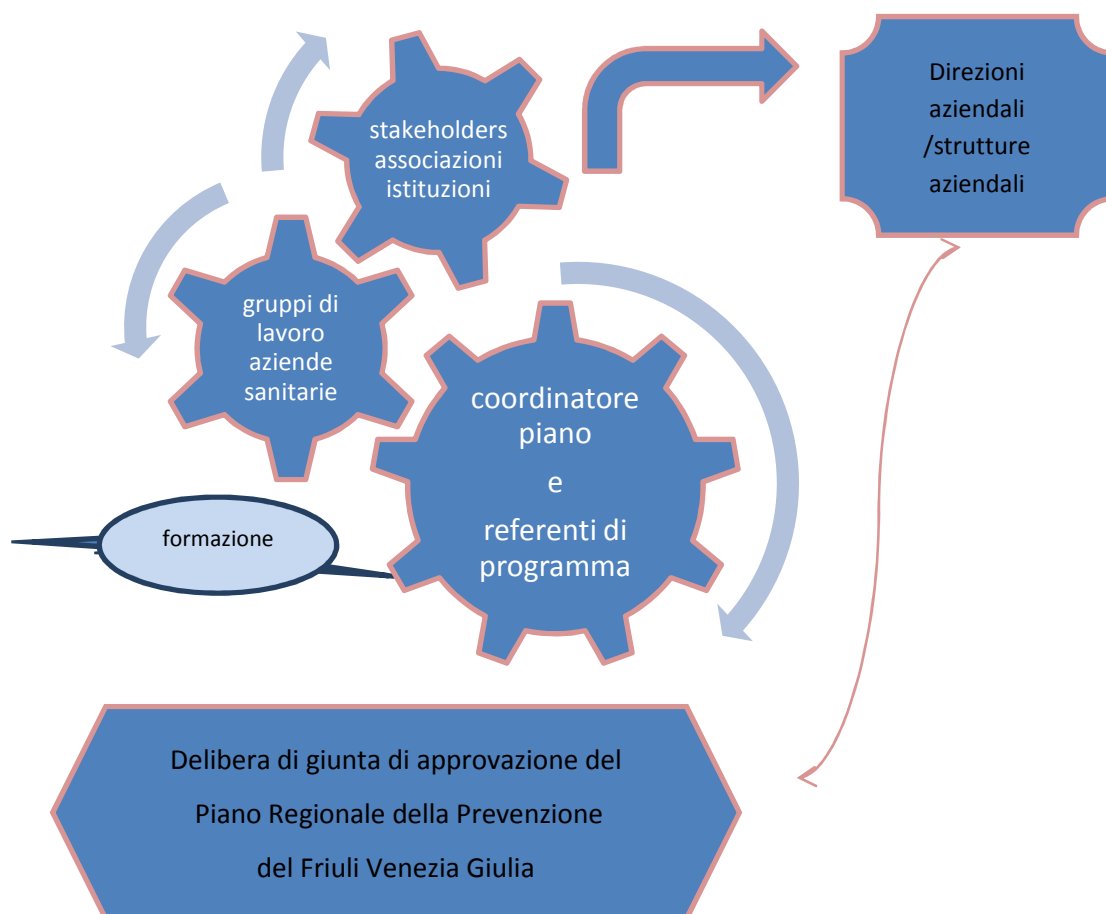 stakeholders
associazioni
istituzioni
Direzioni
aziendali
/strutture
aziendali
gruppi di
lavoro
aziende
sanitarie
coordinatore
piano
e
referenti di
programma
formazione
Delibera di giunta di approvazione del
Piano Regionale della Prevenzione
del Friuli Venezia Giulia